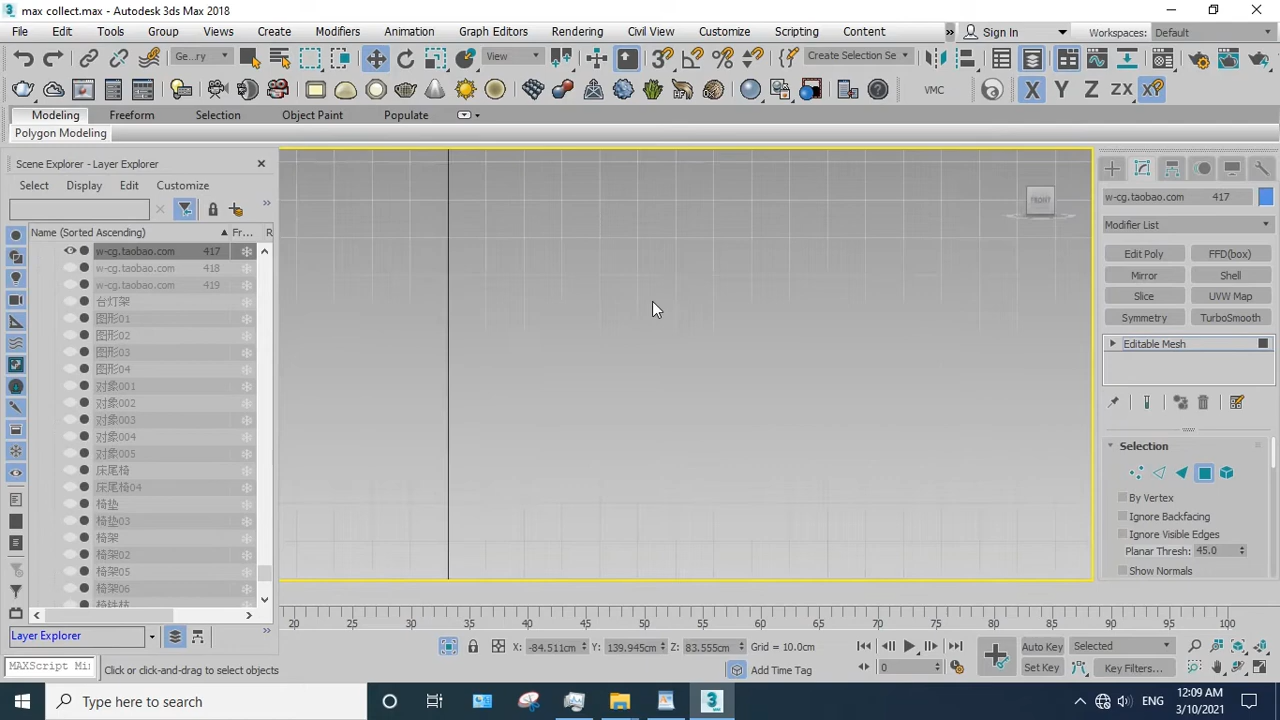 max collect.max - Autodesk 3ds Max 2018
File Edit Tools Group Views Create Modifiers Animation Graph Editors Rendering Civil View Customize Scripting Content » Sign In Workspaces: Default
Ge...ry View Create Selection Se
VMC X Y Z ZX XY
Modeling Freeform Selection Object Paint Populate
Polygon Modeling
Scene Explorer - Layer Explorer
Select Display Edit Customize
Name (Sorted Ascending) Fr... R
w-cg.taobao.com 417
w-cg.taobao.com 418
w-cg.taobao.com 419
台灯架
图形01
图形02
图形03
图形04
对象001
对象002
对象003
对象004
对象005
床尾椅
床尾椅04
椅垫
椅垫03
椅架
椅架02
椅架05
椅架06
Layer Explorer
FRONT
w-cg.taobao.com 417
Modifier List
Edit Poly FFD(box)
Mirror Shell
Slice UVW Map
Symmetry TurboSmooth
Editable Mesh
Selection
By Vertex
Ignore Backfacing
Ignore Visible Edges
Planar Thresh: 45.0
Show Normals
20 25 30 35 40 45 50 55 60 65 70 75 80 85 90 95 100
X: -84.511cm Y: 139.945cm Z: 83.555cm Grid = 10.0cm Auto Key Selected
MAXScript Mi Click or click-and-drag to select objects Add Time Tag 0 Set Key Key Filters...
Type here to search
ENG
12:09 AM
3/10/2021